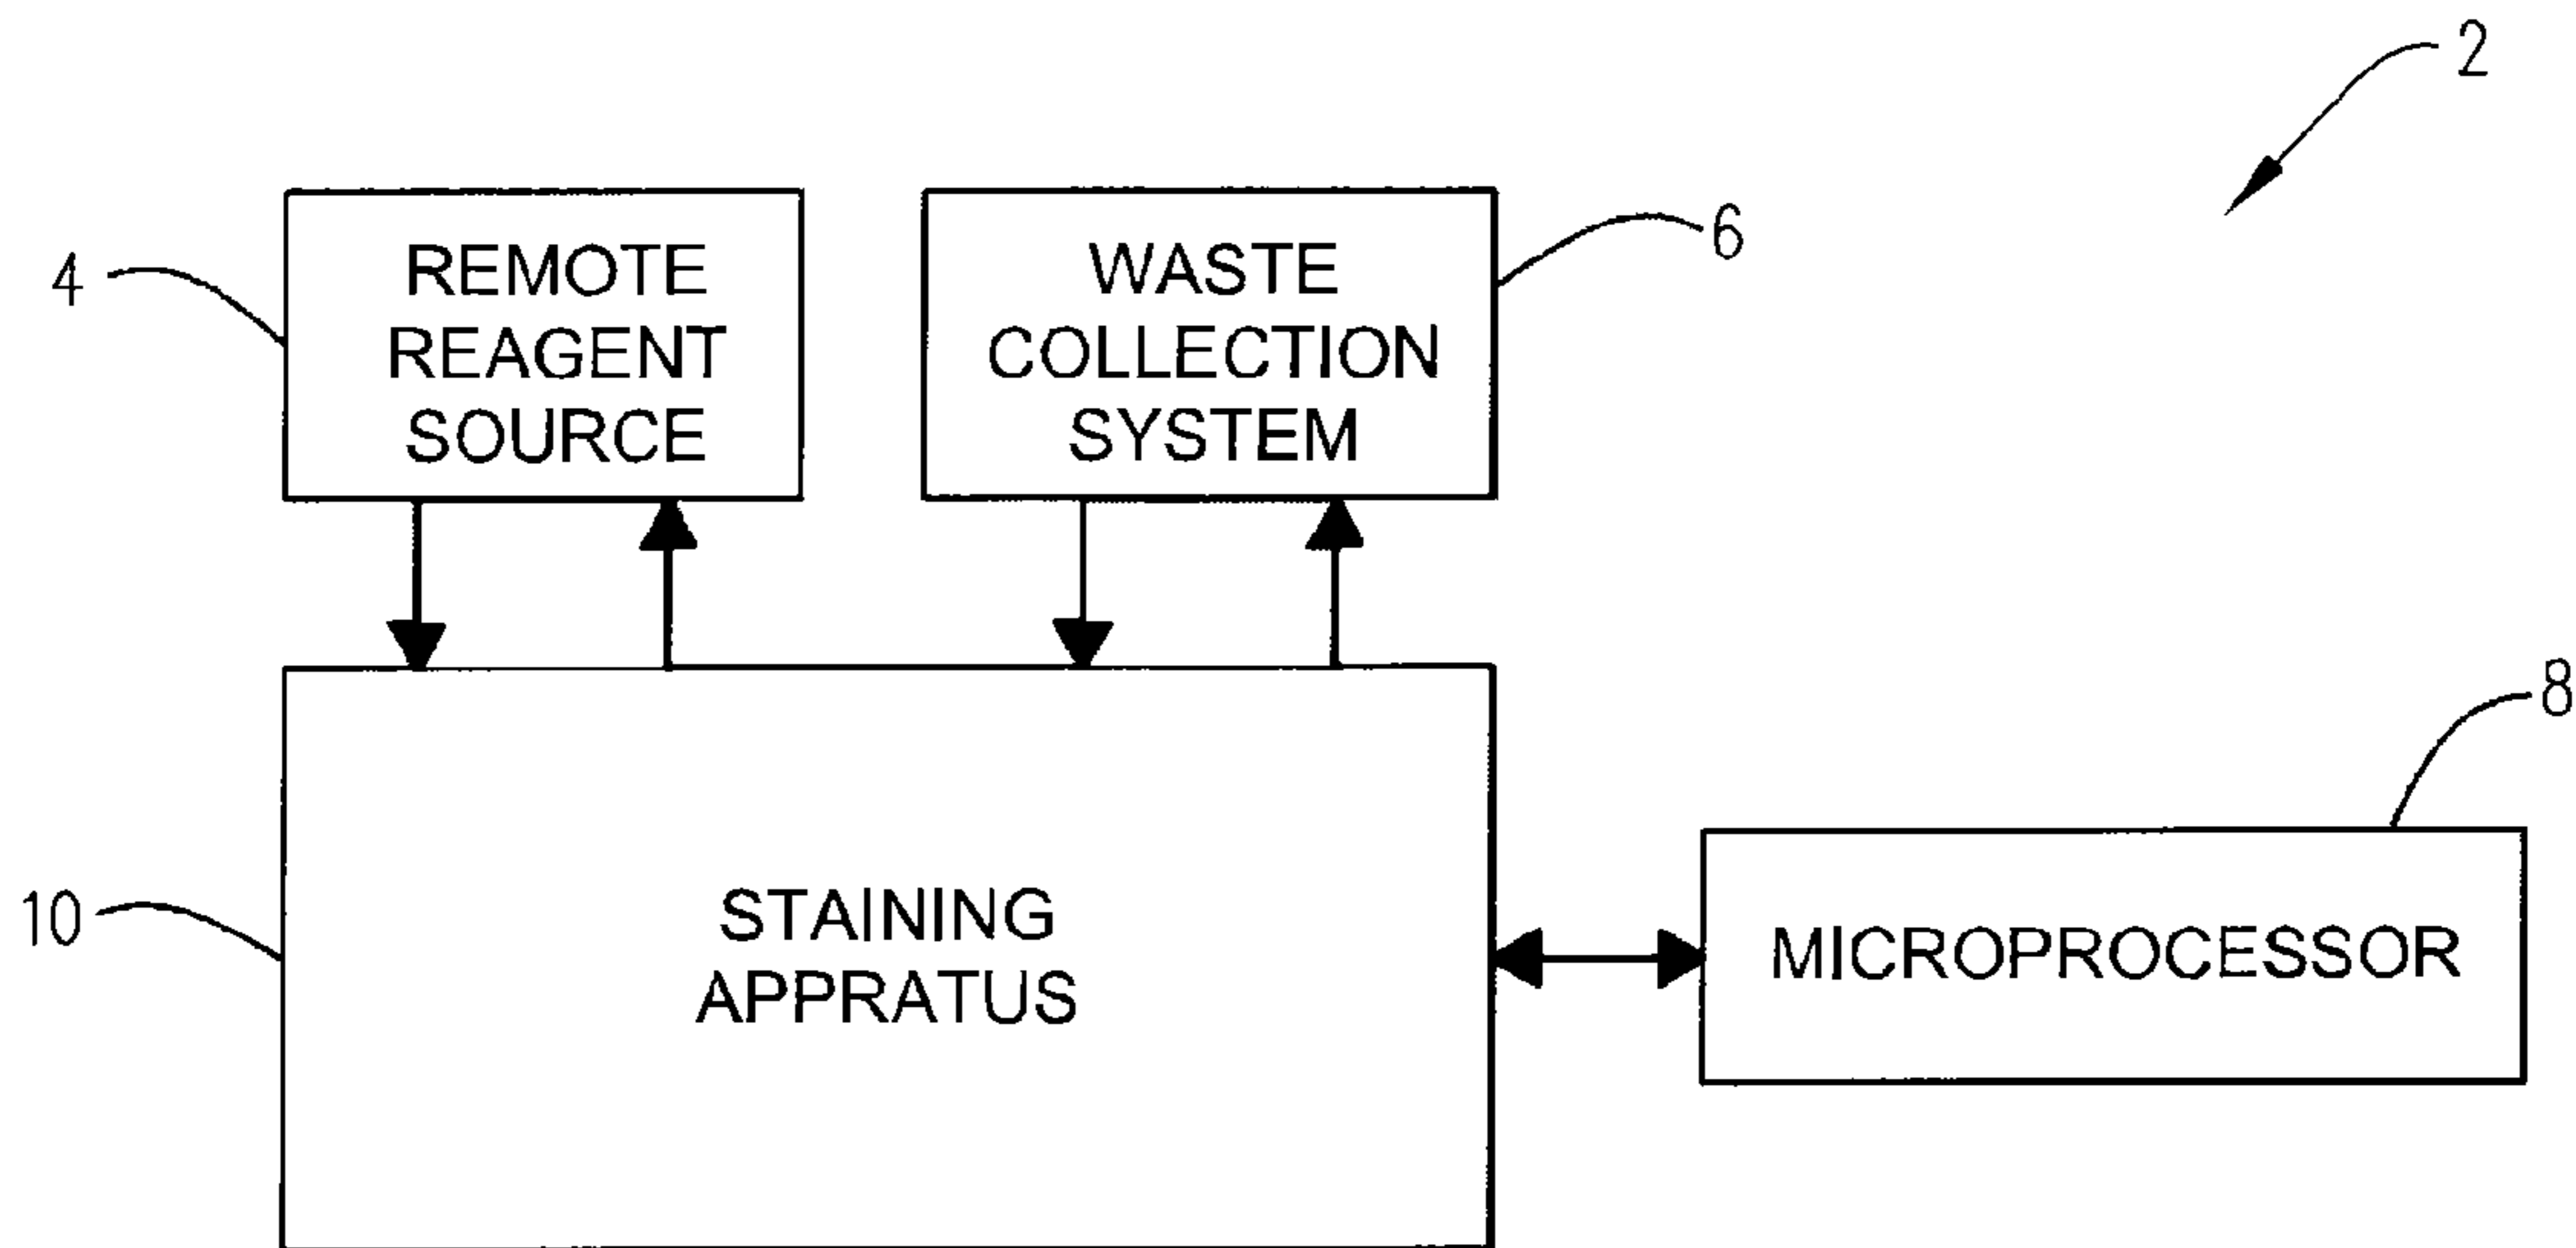 2
4
REMOTE
REAGENT
SOURCE
WASTE
COLLECTION
SYSTEM
6
8
10
STAINING
APPRATUS
MICROPROCESSOR